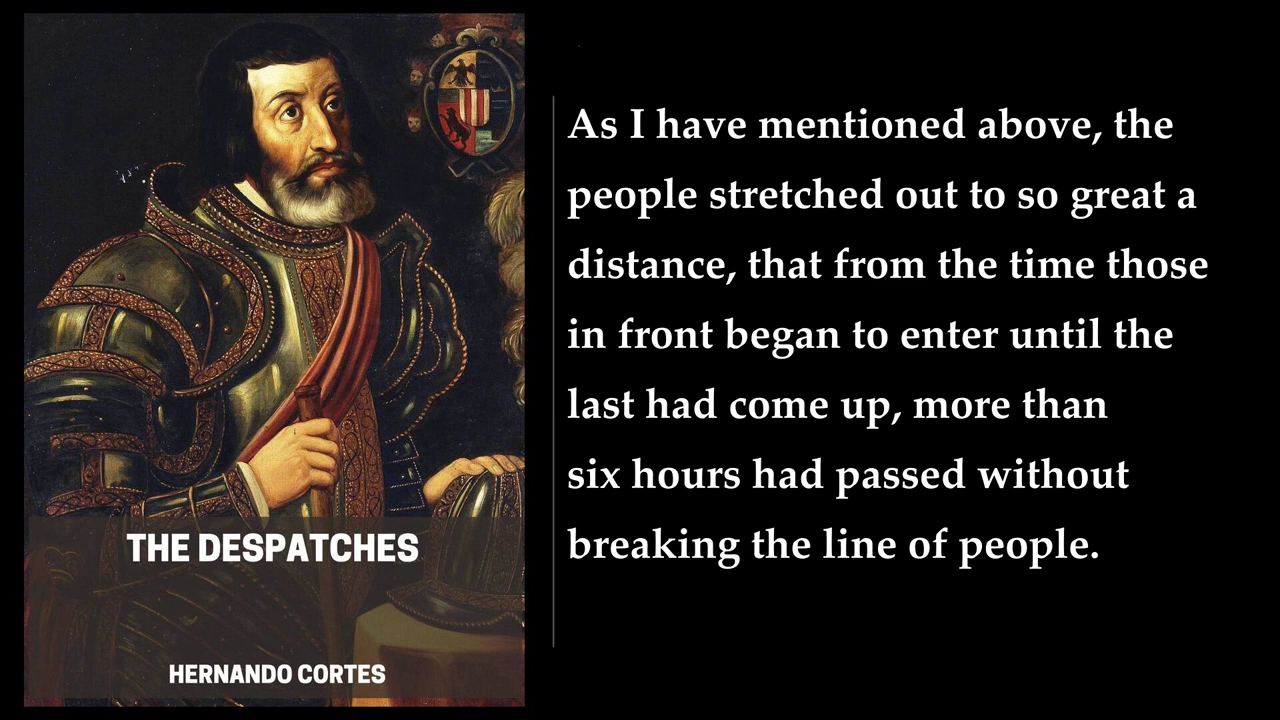 THE DESPATCHES
HERNANDO CORTES
As I have mentioned above, the
people stretched out to so great a
distance, that from the time those
in front began to enter until the
last had come up, more than
six hours had passed without
breaking the line of people.